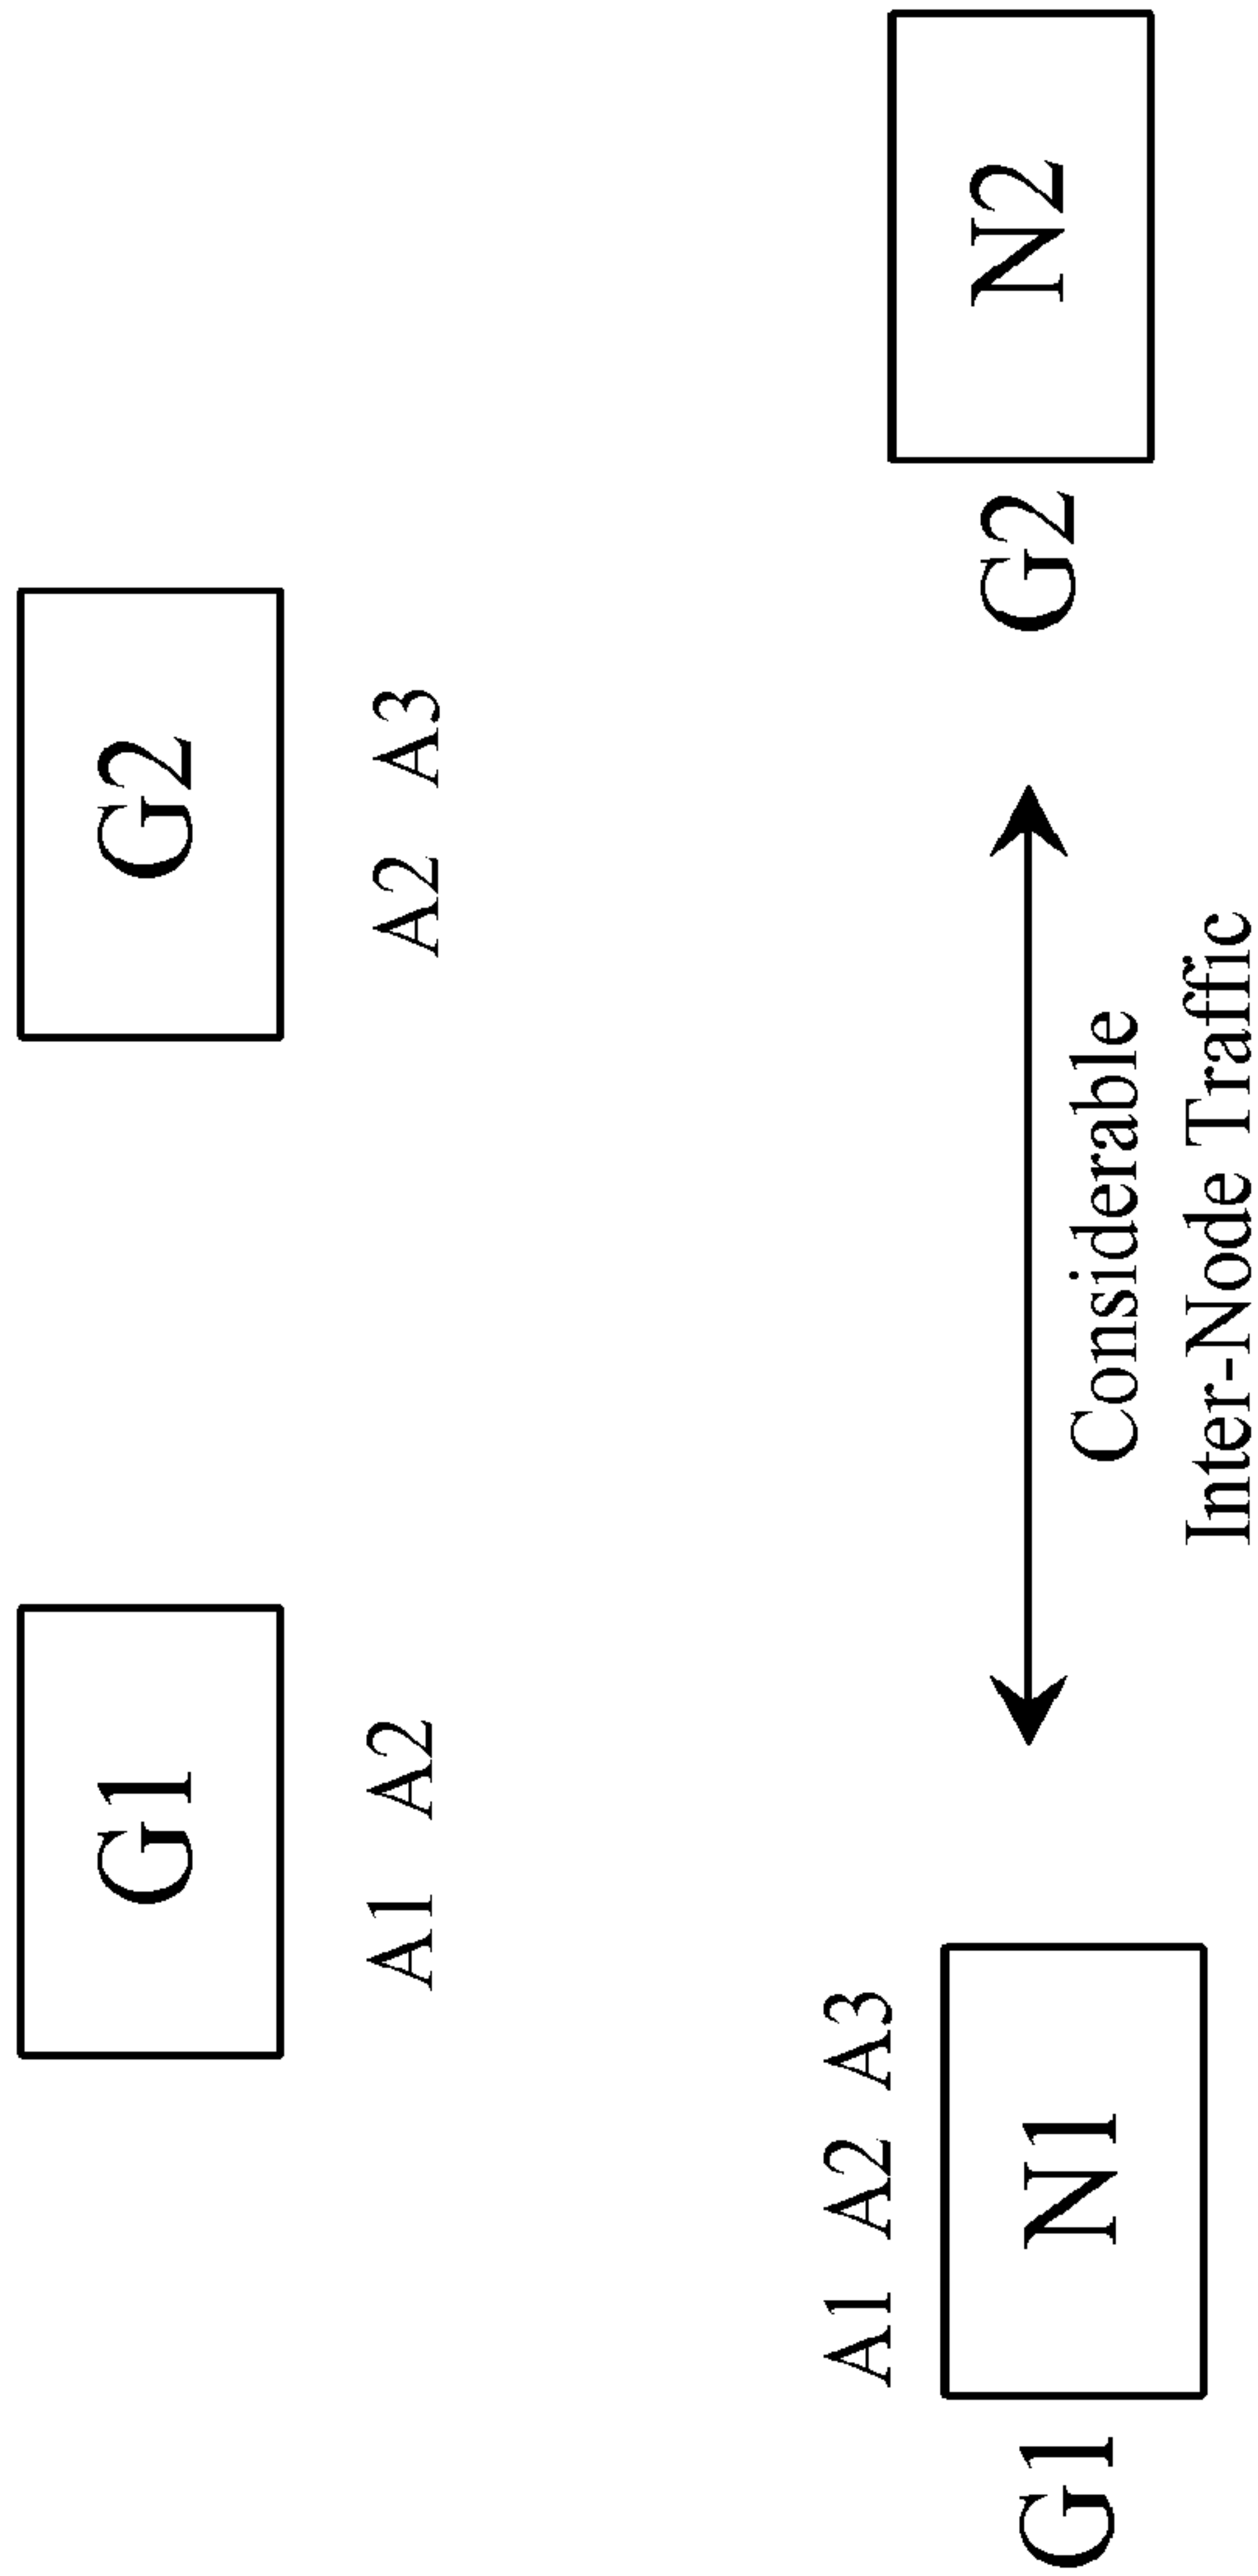 G1
G2
A1 A2
A2 A3
A1 A2 A3
G1
N1
G2
N2
Considerable
Inter-Node Traffic